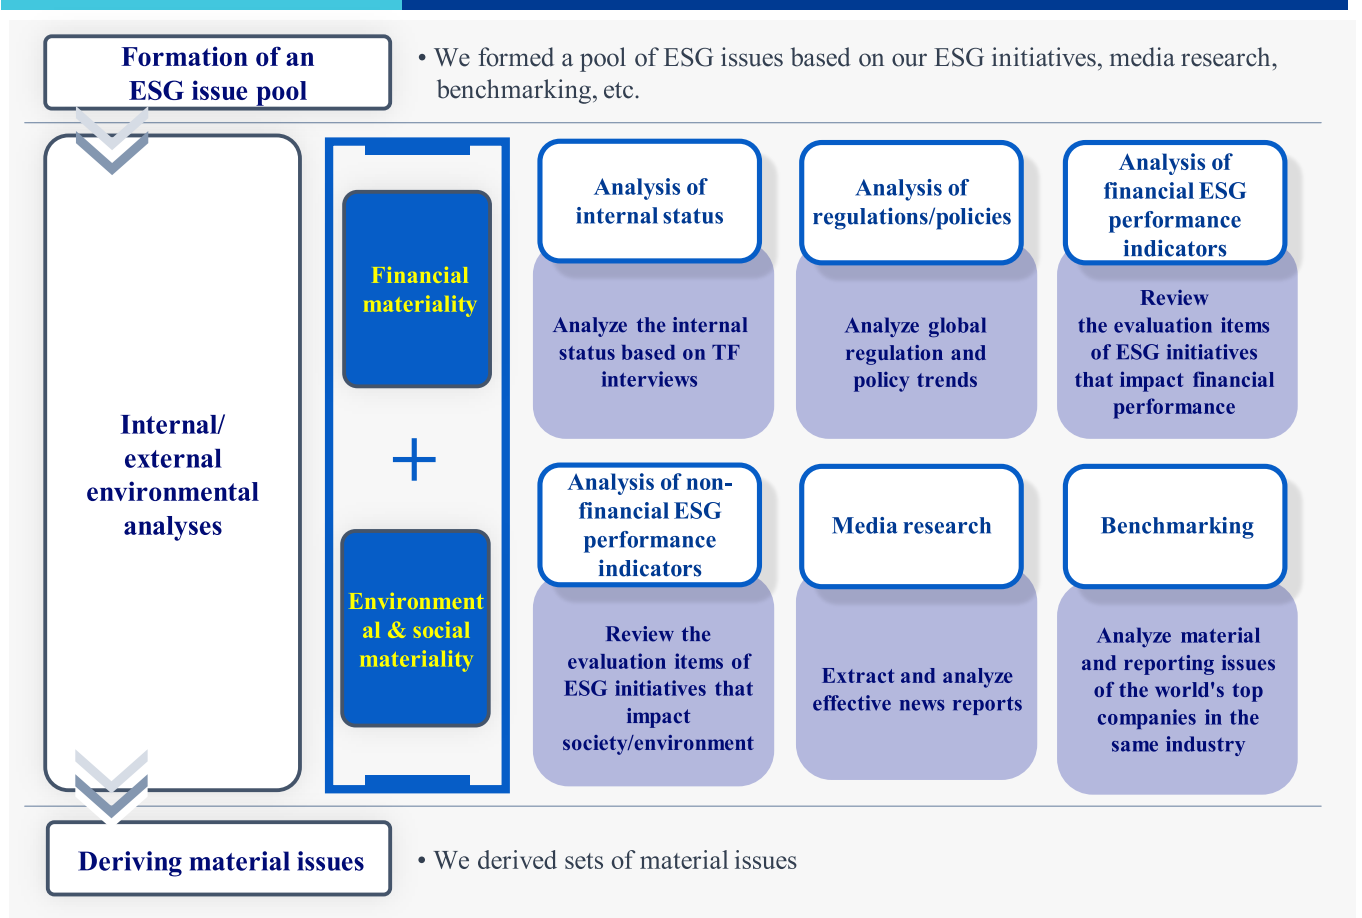 Formation of an
ESG issue pool
• We formed a pool of ESG issues based on our ESG initiatives, media research,
benchmarking, etc.
Internal/
external
environmental
analyses
Financial
materiality
+
Environment
al & social
materiality
Analysis of
internal status
Analyze the internal
status based on TF
interviews
Analysis of
regulations/policies
Analyze global
regulation and
policy trends
Analysis of
financial ESG
performance
indicators
Review
the evaluation items
of ESG initiatives
that impact financial
performance
Analysis of non-
financial ESG
performance
indicators
Review the
evaluation items of
ESG initiatives that
impact
society/environment
Media research
Extract and analyze
effective news reports
Benchmarking
Analyze material
and reporting issues
of the world's top
companies in the
same industry
Deriving material issues
• We derived sets of material issues